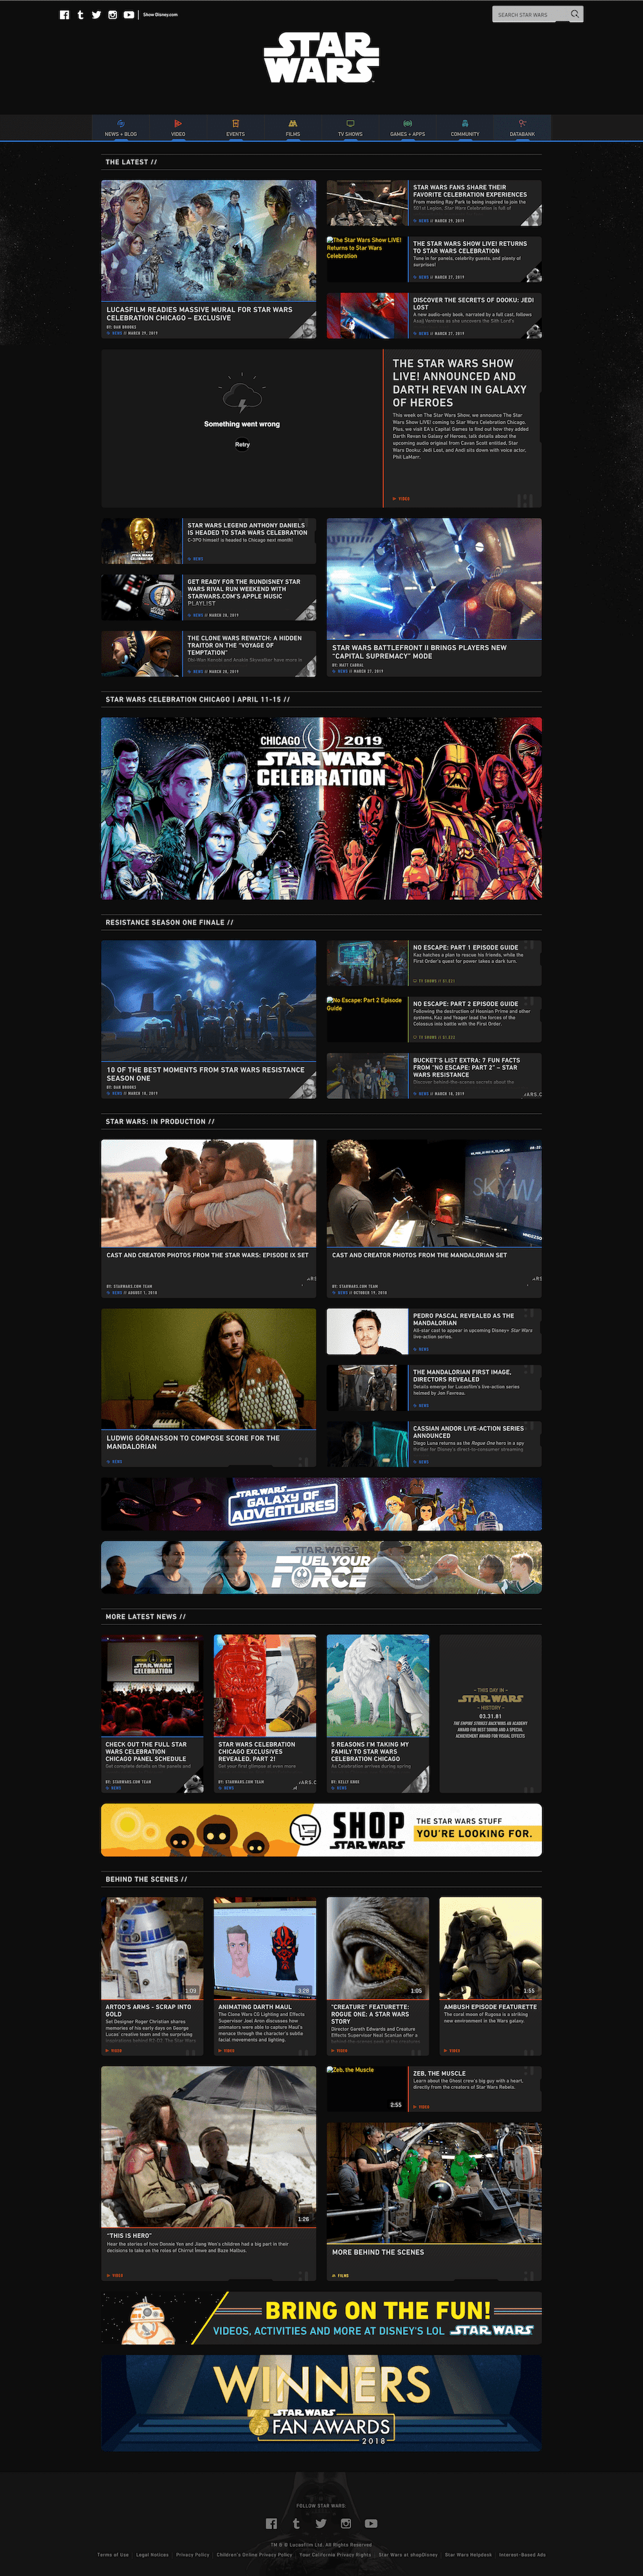 Show Disney.com
SEARCH STAR WARS
STAR
WARS
NEWS + BLOG
VIDEO
EVENTS
FILMS
TV SHOWS
GAMES + APPS
COMMUNITY
DATABANK
THE LATEST //
LUCASFILM READIES MASSIVE MURAL FOR STAR WARS
CELEBRATION CHICAGO – EXCLUSIVE
BY: DAN BROOKS
NEWS // MARCH 29, 2019
STAR WARS FANS SHARE THEIR
FAVORITE CELEBRATION EXPERIENCES
From meeting Ray Park to being inspired to join the
501st Legion, Star Wars Celebration is full of
NEWS // MARCH 29, 2019
The Star Wars Show LIVE!
Returns to Star Wars
Celebration
THE STAR WARS SHOW LIVE! RETURNS
TO STAR WARS CELEBRATION
Tune in for panels, celebrity guests, and plenty of
surprises!
NEWS // MARCH 27, 2019
DISCOVER THE SECRETS OF DOOKU: JEDI
LOST
A new audio-only book, narrated by a full cast, follows
Asajj Ventress as she uncovers the Sith Lord's
NEWS // MARCH 27, 2019
Something went wrong
Retry
THE STAR WARS SHOW
LIVE! ANNOUNCED AND
DARTH REVAN IN GALAXY
OF HEROES
This week on The Star Wars Show, we announce The Star
Wars Show LIVE! coming to Star Wars Celebration Chicago.
Plus, we visit EA's Capital Games to find out how they added
Darth Revan to Galaxy of Heroes, talk details about the
upcoming audio original from Cavan Scott entitled, Star
Wars Dooku: Jedi Lost, and Andi sits down with voice actor,
Phil LaMarr.
VIDEO
STAR WARS LEGEND ANTHONY DANIELS
IS HEADED TO STAR WARS CELEBRATION
C-3PO himself is headed to Chicago next month!
NEWS
GET READY FOR THE RUNDISNEY STAR
WARS RIVAL RUN WEEKEND WITH
STARWARS.COM'S APPLE MUSIC
PLAYLIST
NEWS // MARCH 28, 2019
THE CLONE WARS REWATCH: A HIDDEN
TRAITOR ON THE "VOYAGE OF
TEMPTATION"
Obi-Wan Kenobi and Anakin Skywalker have more in
NEWS // MARCH 28, 2019
STAR WARS BATTLEFRONT II BRINGS PLAYERS NEW
"CAPITAL SUPREMACY" MODE
BY: MATT CABRAL
NEWS // MARCH 27, 2019
STAR WARS CELEBRATION CHICAGO | APRIL 11-15 //
CHICAGO 2019
STAR WARS
CELEBRATION
RESISTANCE SEASON ONE FINALE //
10 OF THE BEST MOMENTS FROM STAR WARS RESISTANCE
SEASON ONE
BY: DAN BROOKS
NEWS // MARCH 18, 2019
NO ESCAPE: PART 1 EPISODE GUIDE
Kaz hatches a plan to rescue his friends, while the
First Order's quest for power takes a dark turn.
TV SHOWS // S1.E21
No Escape: Part 2 Episode
Guide
NO ESCAPE: PART 2 EPISODE GUIDE
Following the destruction of Hosnian Prime and other
systems, Kaz and Yeager lead the forces of the
Colossus into battle with the First Order.
TV SHOWS // S1.E22
BUCKET'S LIST EXTRA: 7 FUN FACTS
FROM "NO ESCAPE: PART 2" – STAR
WARS RESISTANCE
Discover behind-the-scenes secrets about the
NEWS // MARCH 18, 2019
STAR WARS: IN PRODUCTION //
CAST AND CREATOR PHOTOS FROM THE STAR WARS: EPISODE IX SET
BY: STARWARS.COM TEAM
NEWS // AUGUST 1, 2018
CAST AND CREATOR PHOTOS FROM THE MANDALORIAN SET
BY: STARWARS.COM TEAM
NEWS // OCTOBER 19, 2018
LUDWIG GÖRANSSON TO COMPOSE SCORE FOR THE
MANDALORIAN
NEWS
PEDRO PASCAL REVEALED AS THE
MANDALORIAN
All-star cast to appear in upcoming Disney+ Star Wars
live-action series.
NEWS
THE MANDALORIAN FIRST IMAGE,
DIRECTORS REVEALED
Details emerge for Lucasfilm's live-action series
helmed by Jon Favreau.
NEWS
CASSIAN ANDOR LIVE-ACTION SERIES
ANNOUNCED
Diego Luna returns as the Rogue One hero in a spy
thriller for Disney's direct-to-consumer streaming
NEWS
STAR WARS
GALAXY OF
ADVENTURES
STAR WARS
FUEL YOUR
FORCE
MORE LATEST NEWS //
STAR WARS
CELEBRATION
CHECK OUT THE FULL STAR
WARS CELEBRATION
CHICAGO PANEL SCHEDULE
Get complete details on the panels and
BY: STARWARS.COM TEAM
NEWS
STAR WARS CELEBRATION
CHICAGO EXCLUSIVES
REVEALED, PART 2!
Get your first glimpse at even more
BY: STARWARS.COM TEAM
NEWS
5 REASONS I'M TAKING MY
FAMILY TO STAR WARS
CELEBRATION CHICAGO
As Celebration arrives during spring
BY: KELLY KNOX
NEWS
– THIS DAY IN –
STAR WARS
– HISTORY –
03.31.81
THE EMPIRE STRIKES BACK WINS AN ACADEMY
AWARD FOR BEST SOUND AND A SPECIAL
ACHIEVEMENT AWARD FOR VISUAL EFFECTS
SHOP
STAR WARS
THE STAR WARS STUFF
YOU'RE LOOKING FOR.
BEHIND THE SCENES //
1:09
ARTOO'S ARMS - SCRAP INTO
GOLD
Set Designer Roger Christian shares
memories of his early days on George
Lucas' creative team and the surprising
inspirations behind R2-D2, The Star Wars
VIDEO
3:29
ANIMATING DARTH MAUL
The Clone Wars CG Lighting and Effects
Supervisor Joel Aron discusses how
animators were able to capture Maul's
menace through the character's subtle
facial movements and lighting.
VIDEO
1:05
"CREATURE" FEATURETTE:
ROGUE ONE: A STAR WARS
STORY
Director Gareth Edwards and Creature
Effects Supervisor Neal Scanlan offer a
VIDEO
1:55
AMBUSH EPISODE FEATURETTE
The coral moon of Rugosa is a striking
new environment in the Wars galaxy.
VIDEO
1:26
"THIS IS HERO"
Hear the stories of how Donnie Yen and Jiang Wen's children had a big part in their
decisions to take on the roles of Chirrut Îmwe and Baze Malbus.
VIDEO
Zeb, the Muscle
2:55
ZEB, THE MUSCLE
Learn about the Ghost crew's big guy with a heart,
directly from the creators of Star Wars Rebels.
VIDEO
MORE BEHIND THE SCENES
FILMS
BRING ON THE FUN!
VIDEOS, ACTIVITIES AND MORE AT DISNEY'S LOL STAR WARS
WINNERS
STAR WARS
FAN AWARDS
2018
FOLLOW STAR WARS:
TM & © Lucasfilm Ltd. All Rights Reserved
Terms of Use
Legal Notices
Privacy Policy
Children's Online Privacy Policy
Your California Privacy Rights
Star Wars at shopDisney
Star Wars Helpdesk
Interest-Based Ads